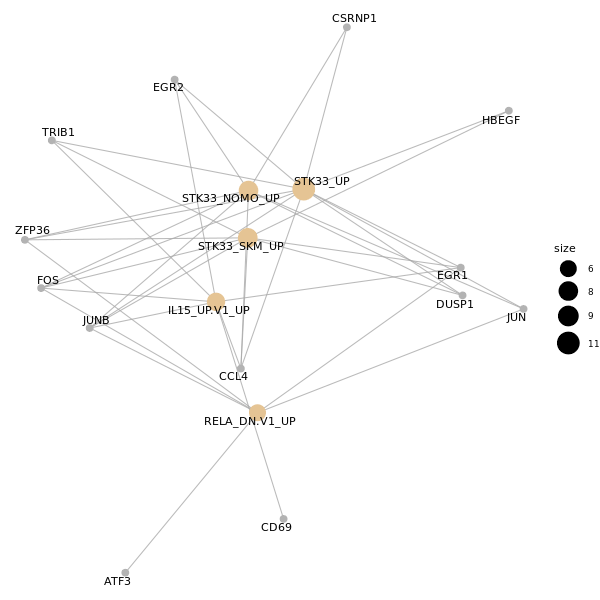 CSRNP1
EGR2
HBEGF
TRIB1
STK33_UP
STK33_NOMO_UP
ZFP36
STK33_SKM_UP
size
6
EGR1
FOS
8
DUSP1
IL15_UP.V1_UP
JUN
9
JUNB
11
CCL4
RELA_DN.V1_UP
CD69
ATF3